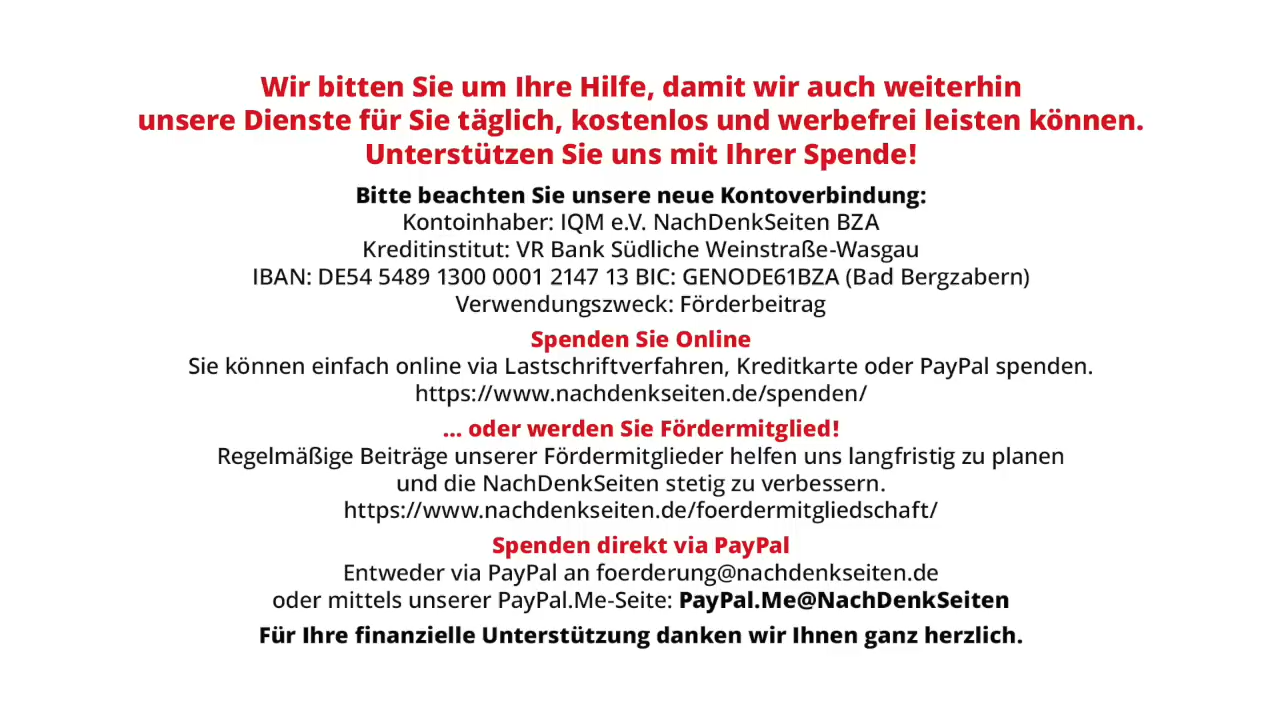 Wir bitten Sie um Ihre Hilfe, damit wir auch weiterhin
unsere Dienste für Sie täglich, kostenlos und werbefrei leisten können.
Unterstützen Sie uns mit Ihrer Spende!
Bitte beachten Sie unsere neue Kontoverbindung:
Kontoinhaber: IQM e.V. NachDenkSeiten BZA
Kreditinstitut: VR Bank Südliche Weinstraße-Wasgau
IBAN: DE54 5489 1300 0001 2147 13 BIC: GENODE61BZA (Bad Bergzabern)
Verwendungszweck: Förderbeitrag
Spenden Sie Online
Sie können einfach online via Lastschriftverfahren, Kreditkarte oder PayPal spenden.
https://www.nachdenkseiten.de/spenden/
... oder werden Sie Fördermitglied!
Regelmäßige Beiträge unserer Fördermitglieder helfen uns langfristig zu planen
und die NachDenkSeiten stetig zu verbessern.
https://www.nachdenkseiten.de/foerdermitgliedschaft/
Spenden direkt via PayPal
Entweder via PayPal an foerderung@nachdenkseiten.de
oder mittels unserer PayPal.Me-Seite: PayPal.Me@NachDenkSeiten
Für Ihre finanzielle Unterstützung danken wir Ihnen ganz herzlich.